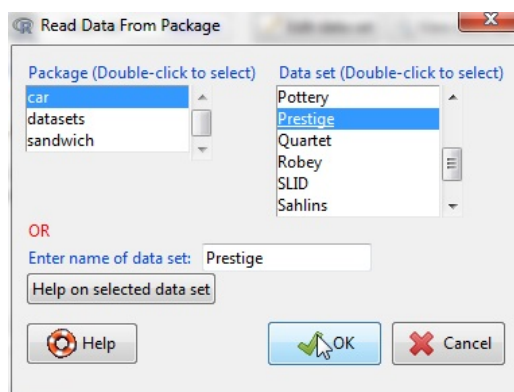 Read Data From Package
Package (Double-click to select)
car
datasets
sandwich
Data set (Double-click to select)
Pottery
Prestige
Quartet
Robey
SLID
Sahlins
OR
Enter name of data set: Prestige
Help on selected data set
Help
OK
Cancel